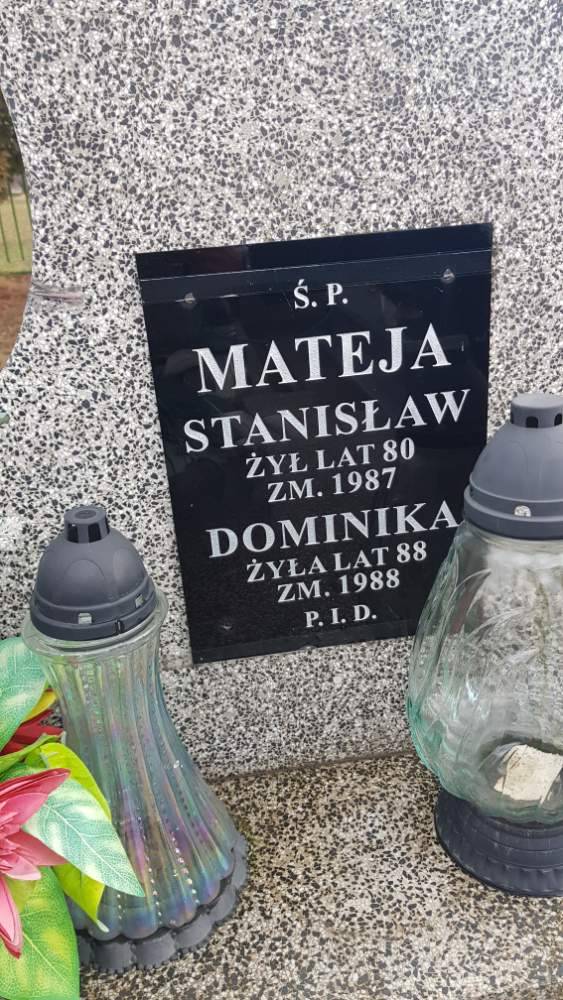 Ś. P.
MATEJA
STANISŁAW
ŻYŁ LAT 80
ZM. 1987
DOMINIKA
ŻYŁA LAT 88
ZM. 1988
P. I. D.